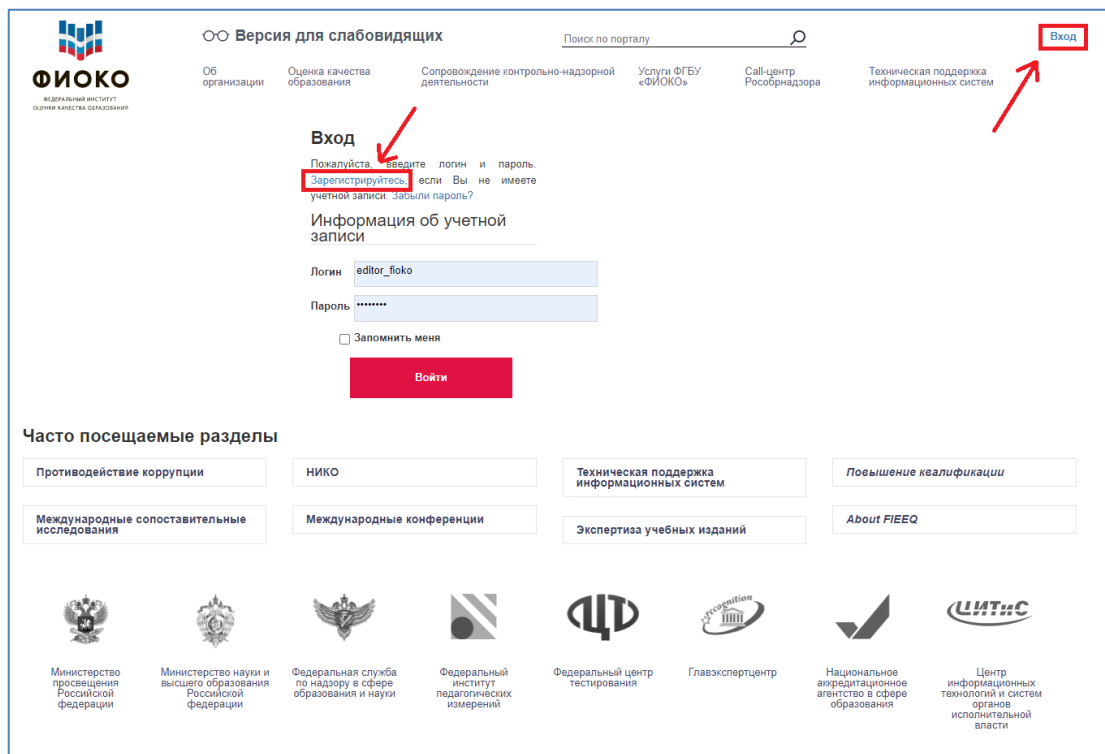 Версия для слабовидящих
Поиск по порталу
Вход
ФИОКО
ФЕДЕРАЛЬНЫЙ ИНСТИТУТ
ОЦЕНКИ КАЧЕСТВА ОБРАЗОВАНИЯ
Об
организации
Оценка качества
образования
Сопровождение контрольно-надзорной
деятельности
Услуги ФГБУ
«ФИОКО»
Call-центр
Рособрнадзора
Техническая поддержка
информационных систем
Вход
Пожалуйста, введите логин и пароль.
Зарегистрируйтесь, если Вы не имеете
учетной записи. Забыли пароль?
Информация об учетной
записи
Логин editor_fioko
Пароль ••••••••
Запомнить меня
Войти
Часто посещаемые разделы
Противодействие коррупции
НИКО
Техническая поддержка
информационных систем
Повышение квалификации
Международные сопоставительные
исследования
Международные конференции
Экспертиза учебных изданий
About FIEEQ
ЦТ
recognition
ЦИТиС
Министерство
просвещения
Российской
федерации
Министерство науки и
высшего образования
Российской
федерации
Федеральная служба
по надзору в сфере
образования и науки
Федеральный
институт
педагогических
измерений
Федеральный центр
тестирования
Главэкспертцентр
Национальное
аккредитационное
агентство в сфере
образования
Центр
информационных
технологий и систем
органов
исполнительной
власти